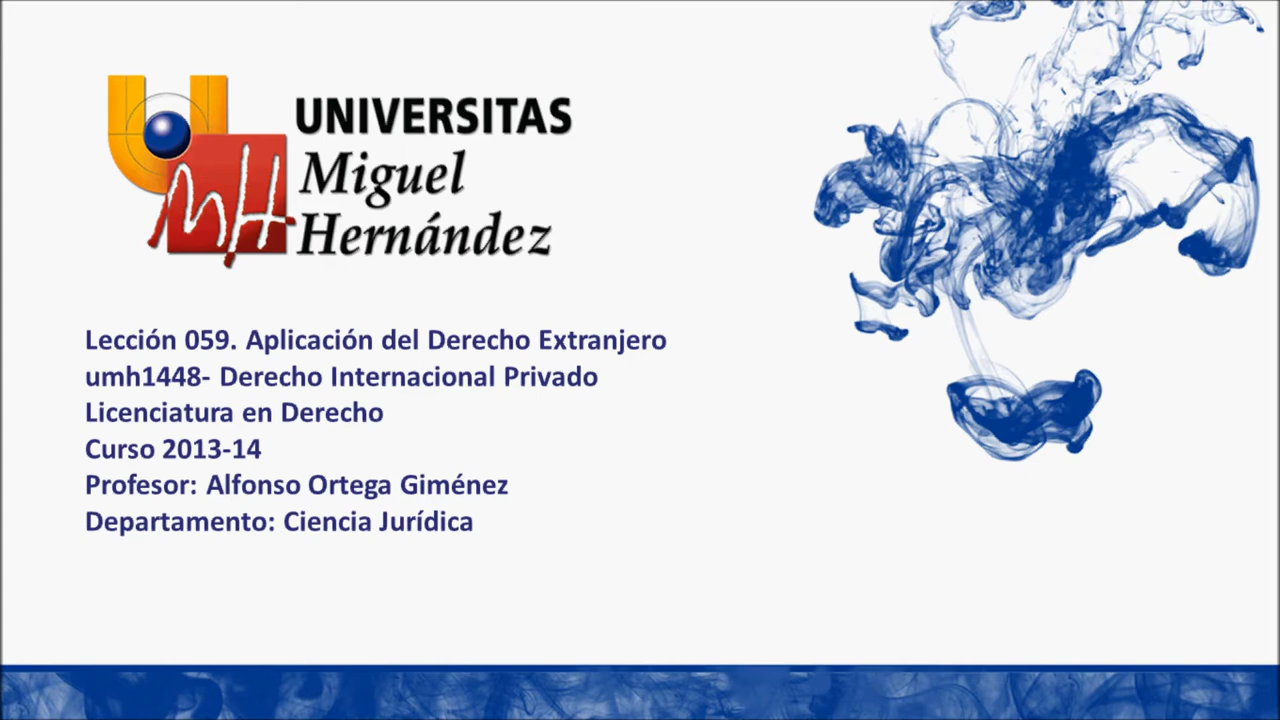 UNIVERSITAS
Miguel
Hernández
UMH
Lección 059. Aplicación del Derecho Extranjero
umh1448- Derecho Internacional Privado
Licenciatura en Derecho
Curso 2013-14
Profesor: Alfonso Ortega Giménez
Departamento: Ciencia Jurídica